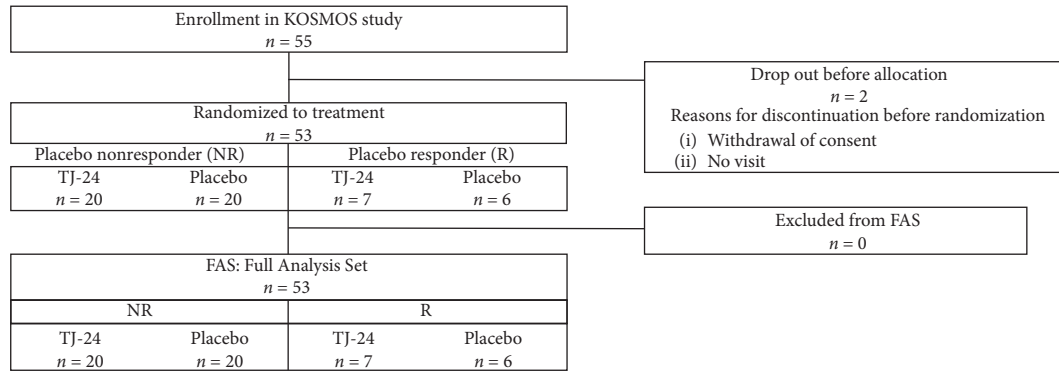 Enrollment in KOSMOS study
n = 55
Drop out before allocation
n = 2
Reasons for discontinuation before randomization
(i) Withdrawal of consent
(ii) No visit
Randomized to treatment
n = 53
Placebo nonresponder (NR) Placebo responder (R)
TJ-24 Placebo TJ-24 Placebo
n = 20 n = 20 n = 7 n = 6
Excluded from FAS
n = 0
FAS: Full Analysis Set
n = 53
NR R
TJ-24 Placebo TJ-24 Placebo
n = 20 n = 20 n = 7 n = 6